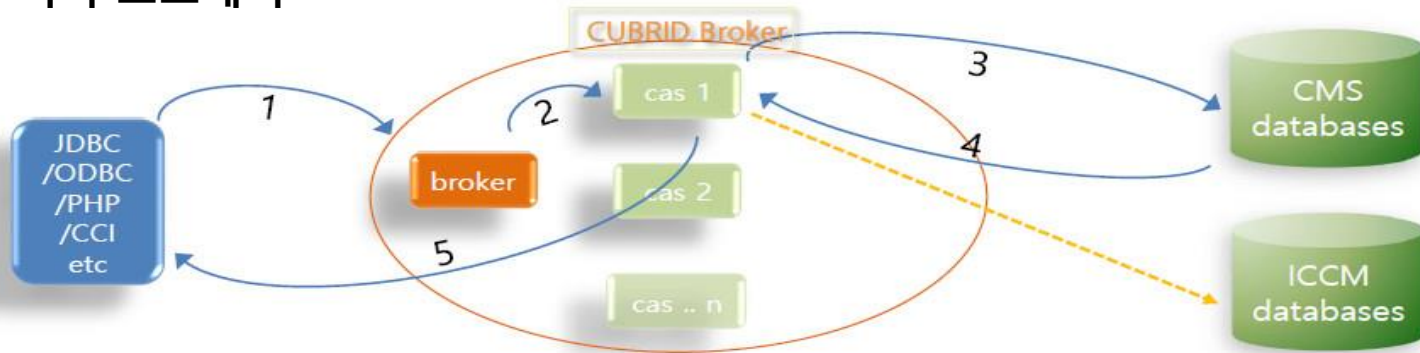 CUBRID Broker
1
2
3
4
5
JDBC
/ODBC
/PHP
/CCI
etc
broker
cas 1
cas 2
cas .. n
CMS
databases
ICCM
databases